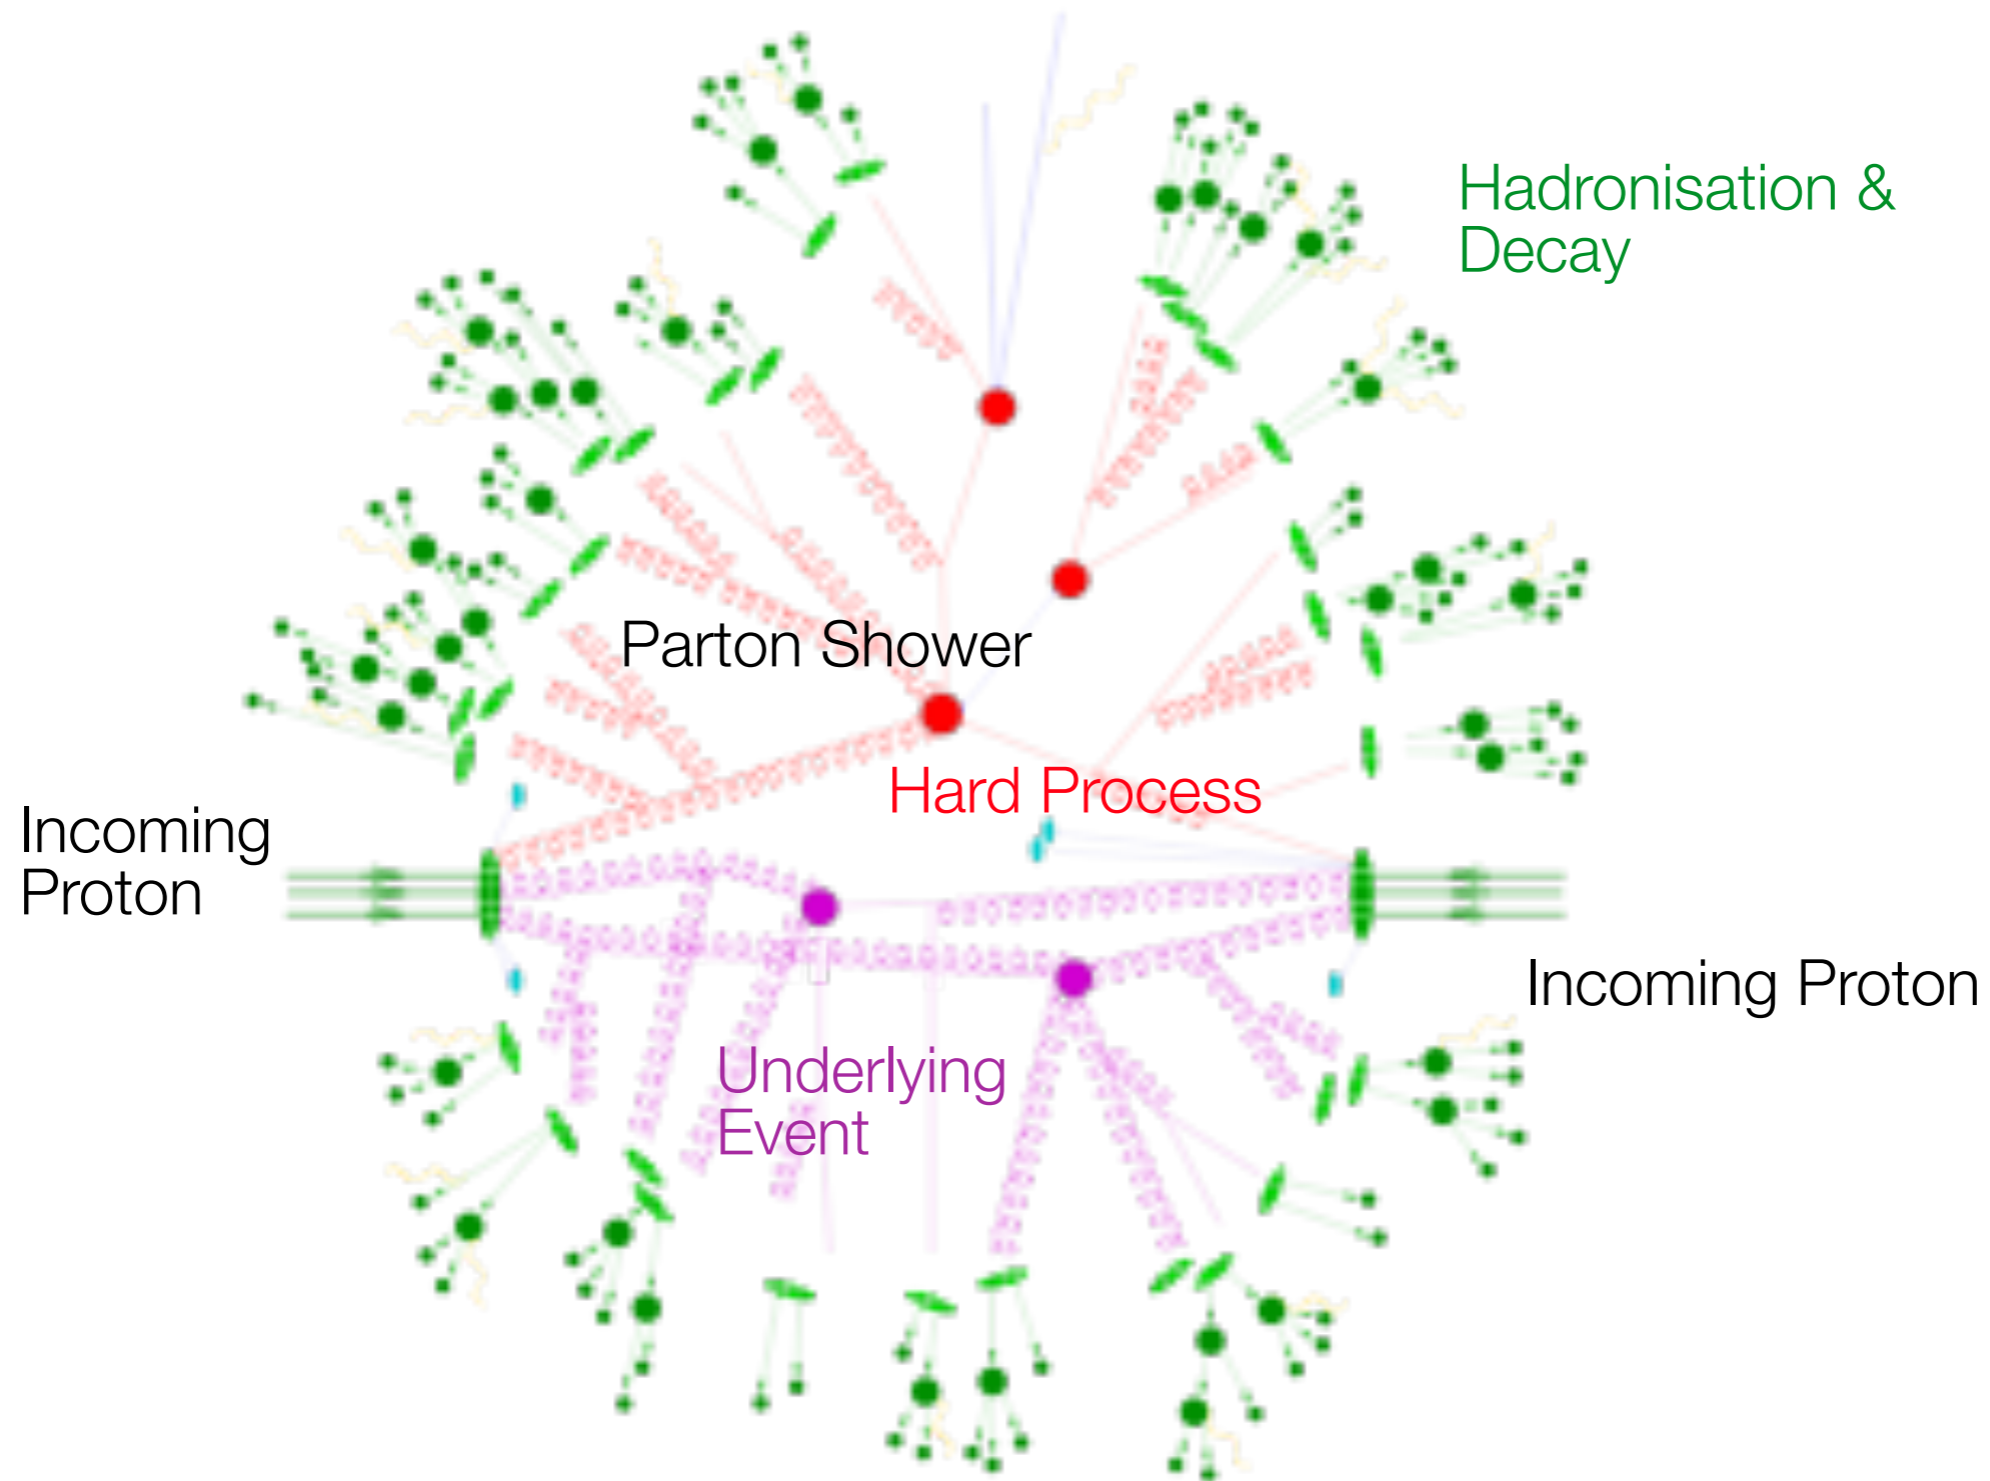 Hadronisation &
Decay
Parton Shower
Hard Process
Incoming
Proton
Incoming Proton
Underlying
Event